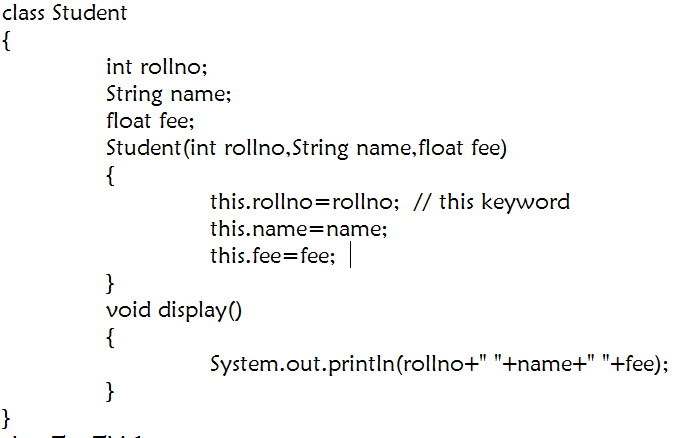 class Student
{
int rollno;
String name;
float fee;
Student(int rollno,String name,float fee)
{
this.rollno=rollno;  // this keyword
this.name=name;
this.fee=fee;
}
void display()
{
System.out.println(rollno+" "+name+" "+fee);
}
}